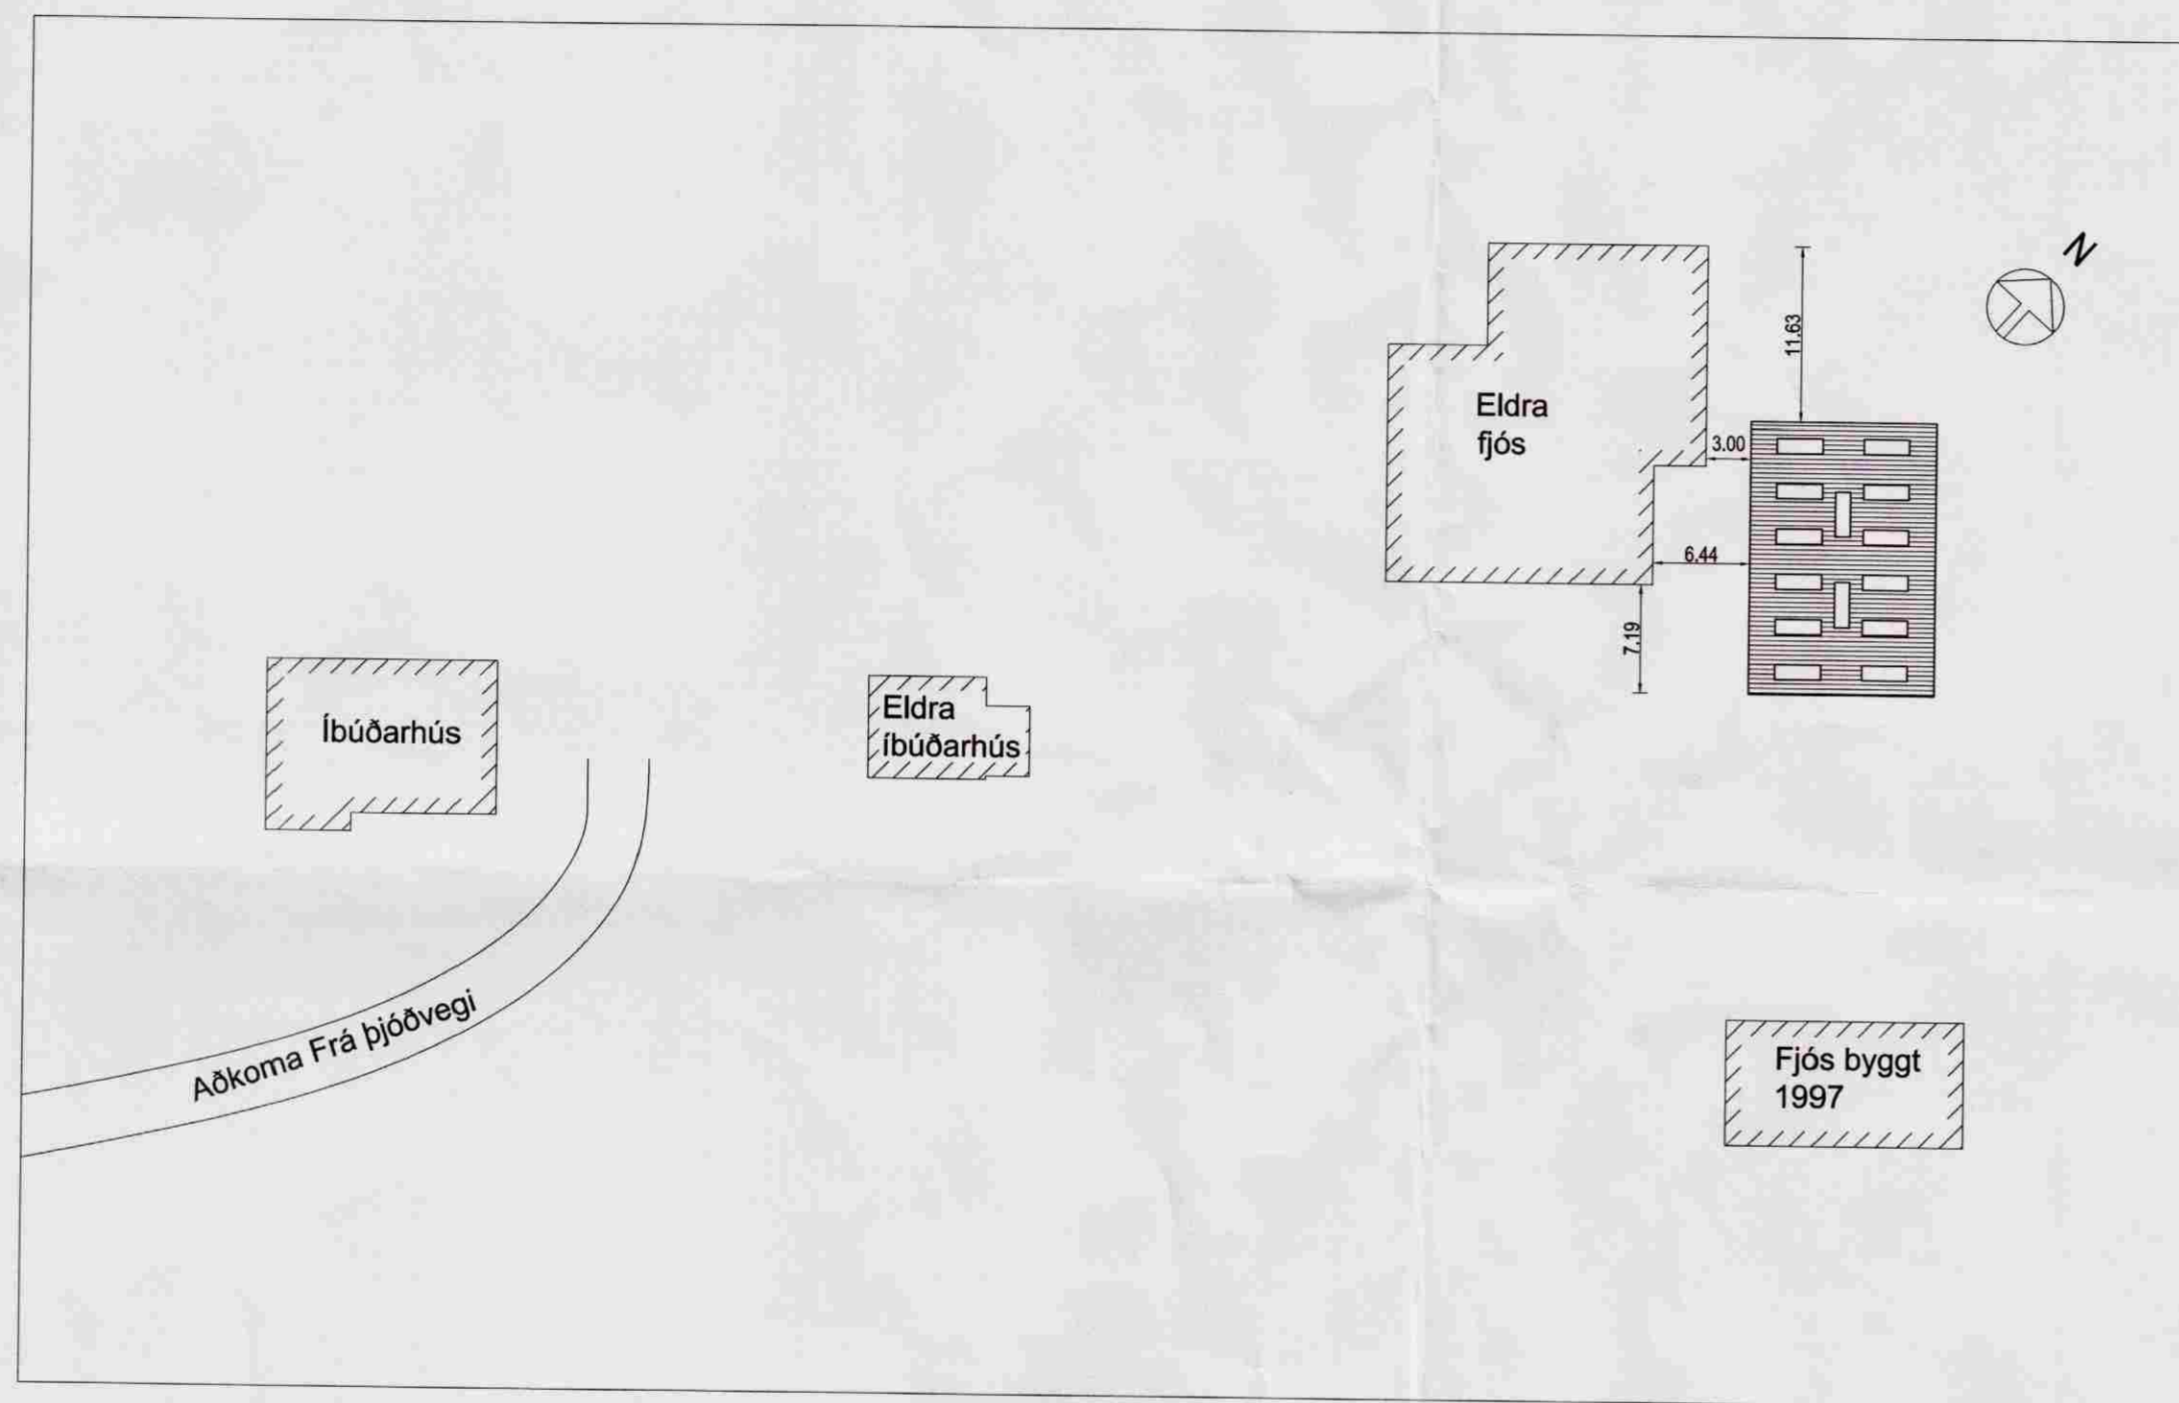 N
11.63
Eldra
fjós
3.00
6.44
7.19
Íbúðarhús
Eldra
íbúðarhús
Aðkoma Frá þjóðvegi
Fjós byggt
1997